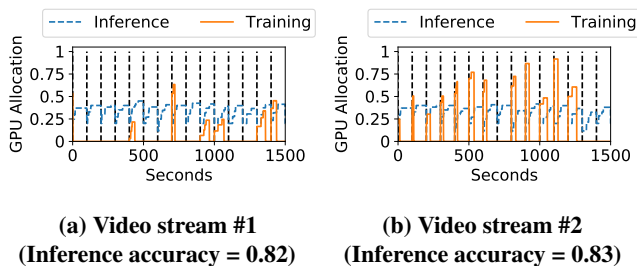 Inference Training Inference Training
GPU Allocation
1
0.75
0.5
0.25
0
0 500 1000 1500
Seconds
GPU Allocation
1
0.75
0.5
0.25
0
0 500 1000 1500
Seconds
(a) Video stream #1
(Inference accuracy = 0.82)
(b) Video stream #2
(Inference accuracy = 0.83)